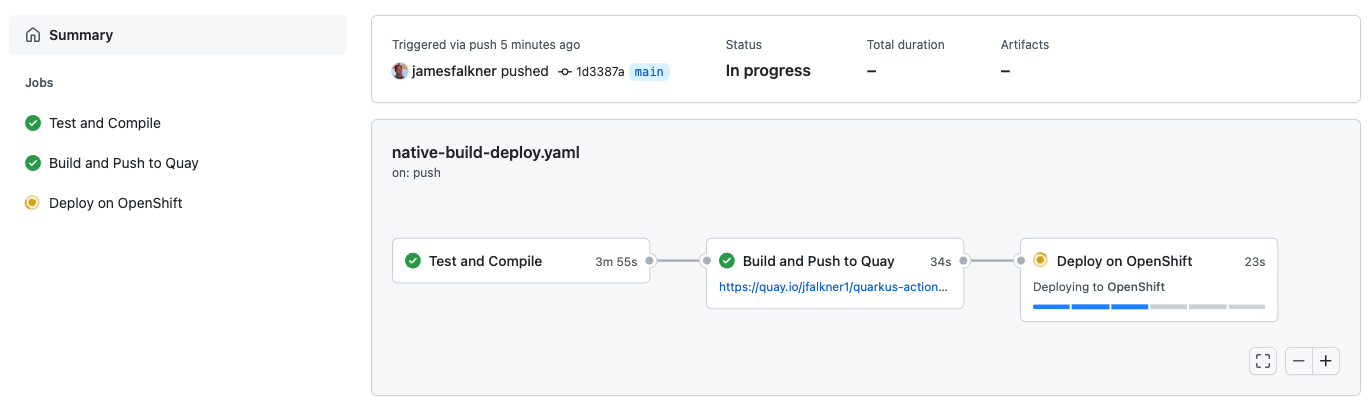 Summary
Jobs
Test and Compile
Build and Push to Quay
Deploy on OpenShift
Triggered via push 5 minutes ago
jamesfalkner pushed 1d3387a main
Status
In progress
Total duration
–
Artifacts
–
native-build-deploy.yaml
on: push
Test and Compile 3m 55s
Build and Push to Quay 34s
https://quay.io/jfalkner1/quarkus-action...
Deploy on OpenShift 23s
Deploying to OpenShift